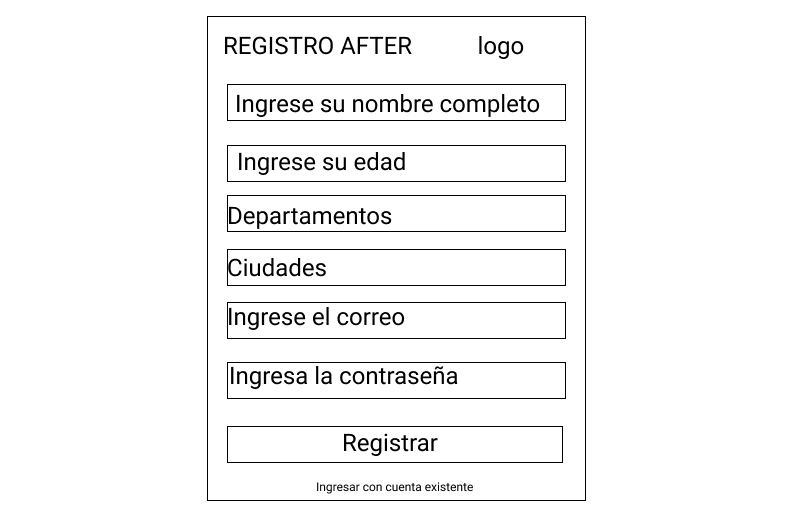 REGISTRO AFTER logo
Ingrese su nombre completo
Ingrese su edad
Departamentos
Ciudades
Ingrese el correo
Ingresa la contraseña
Registrar
Ingresar con cuenta existente